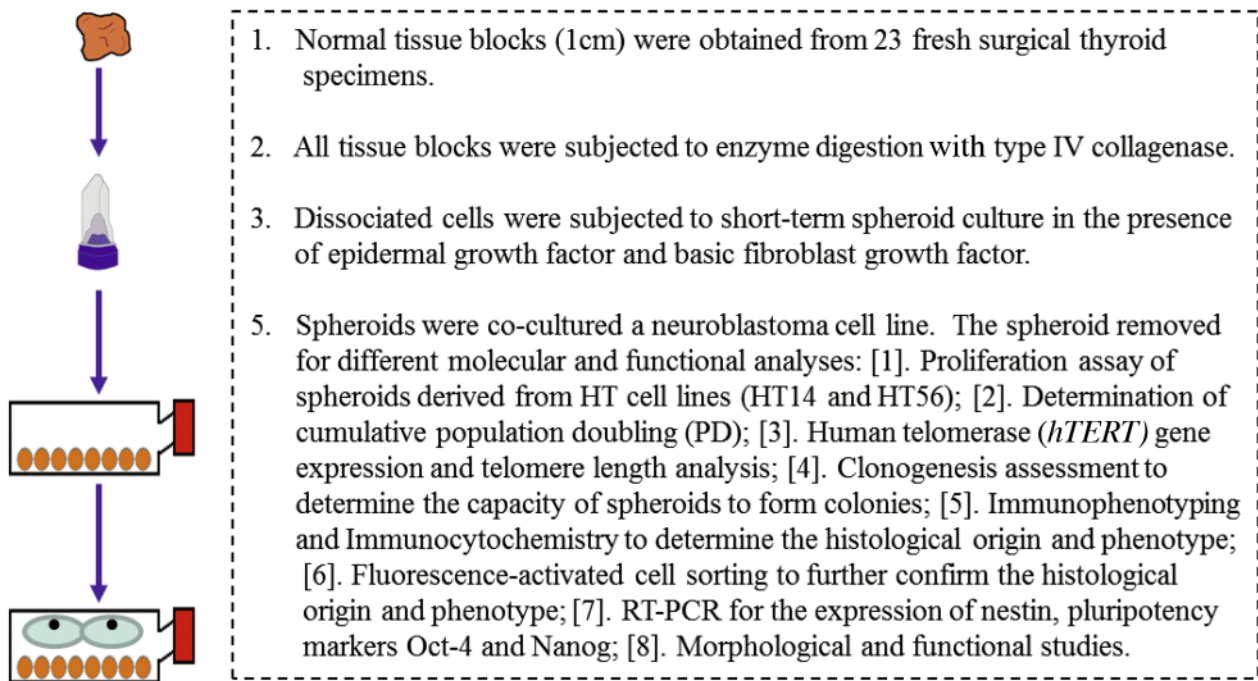 1. Normal tissue blocks (1cm) were obtained from 23 fresh surgical thyroid
specimens.
2. All tissue blocks were subjected to enzyme digestion with type IV collagenase.
3. Dissociated cells were subjected to short-term spheroid culture in the presence
of epidermal growth factor and basic fibroblast growth factor.
5. Spheroids were co-cultured a neuroblastoma cell line. The spheroid removed
for different molecular and functional analyses: [1]. Proliferation assay of
spheroids derived from HT cell lines (HT14 and HT56); [2]. Determination of
cumulative population doubling (PD); [3]. Human telomerase (hTERT) gene
expression and telomere length analysis; [4]. Clonogenesis assessment to
determine the capacity of spheroids to form colonies; [5]. Immunophenotyping
and Immunocytochemistry to determine the histological origin and phenotype;
[6]. Fluorescence-activated cell sorting to further confirm the histological
origin and phenotype; [7]. RT-PCR for the expression of nestin, pluripotency
markers Oct-4 and Nanog; [8]. Morphological and functional studies.